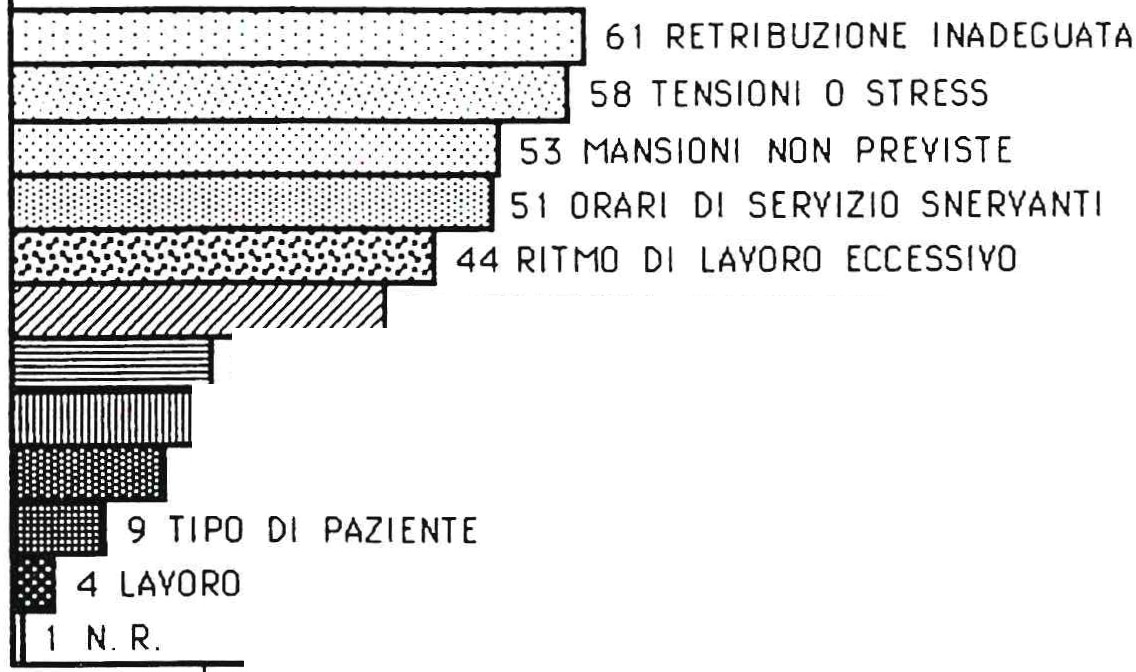 61 RETRIBUZIONE INADEGUATA
58 TENSIONI O STRESS
53 MANSIONI NON PREVISTE
51 ORARI DI SERVIZIO SNERVANTI
44 RITMO DI LAVORO ECCESSIVO
9 TIPO DI PAZIENTE
4 LAVORO
1 N. R.